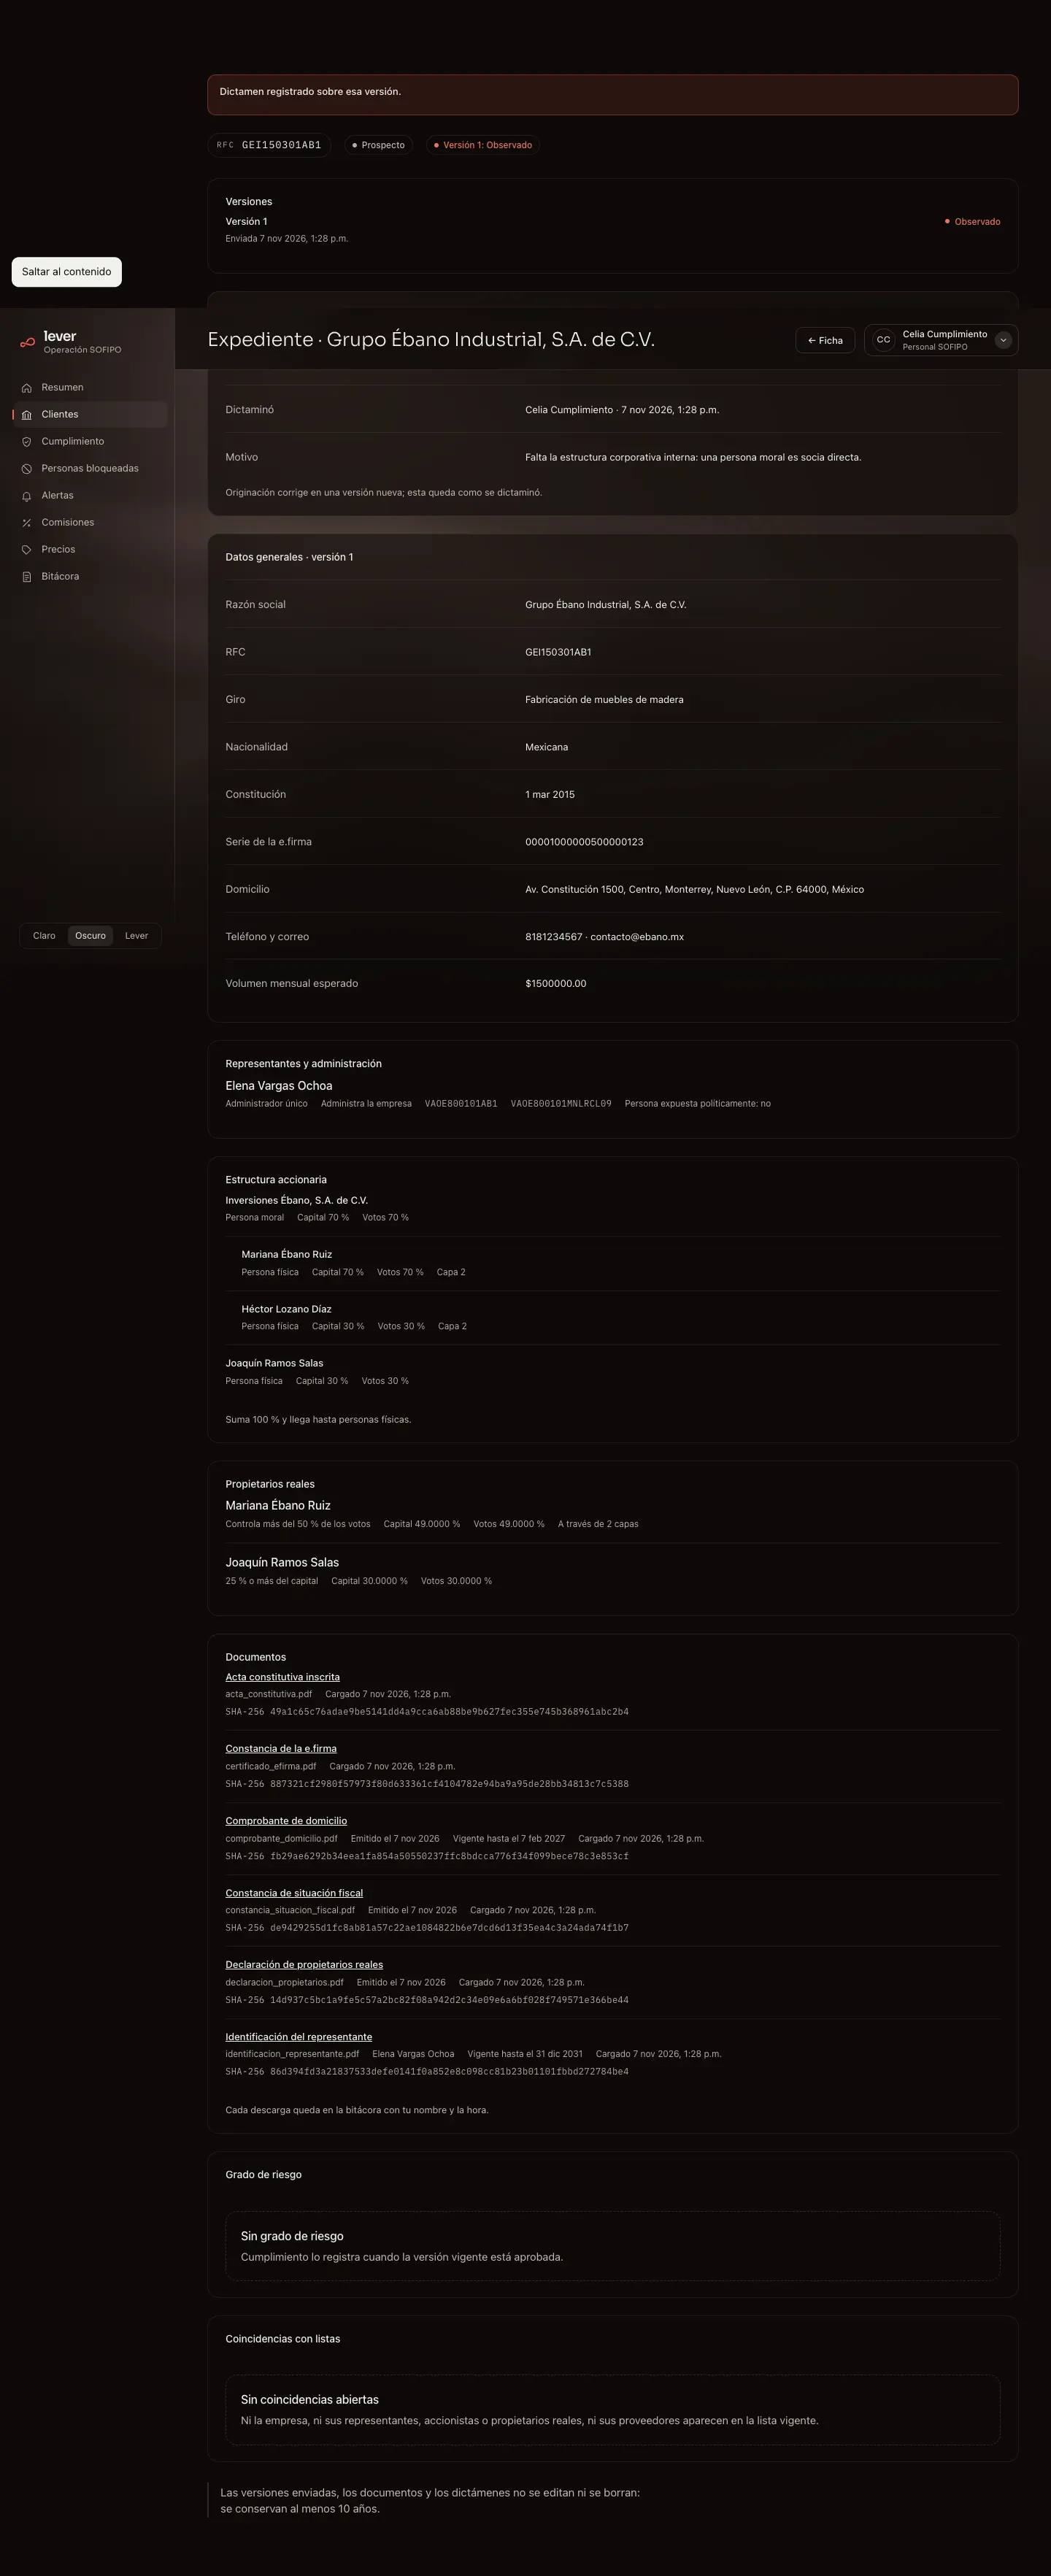 Dictamen registrado sobre esa versión.
RFC GEI150301AB1
Prospecto
Versión 1: Observado
Versiones
Versión 1
Observado
Enviada 7 nov 2026, 1:28 p.m.
Saltar al contenido
lever
Operación SOFIPO
Resumen
Clientes
Cumplimiento
Personas bloqueadas
Alertas
Comisiones
Precios
Bitácora
Claro
Oscuro
Lever
Expediente · Grupo Ébano Industrial, S.A. de C.V.
← Ficha
CC
Celia Cumplimiento
Personal SOFIPO
Dictaminó
Celia Cumplimiento · 7 nov 2026, 1:28 p.m.
Motivo
Falta la estructura corporativa interna: una persona moral es socia directa.
Originación corrige en una versión nueva; esta queda como se dictaminó.
Datos generales · versión 1
Razón social
Grupo Ébano Industrial, S.A. de C.V.
RFC
GEI150301AB1
Giro
Fabricación de muebles de madera
Nacionalidad
Mexicana
Constitución
1 mar 2015
Serie de la e.firma
00001000000500000123
Domicilio
Av. Constitución 1500, Centro, Monterrey, Nuevo León, C.P. 64000, México
Teléfono y correo
8181234567 · contacto@ebano.mx
Volumen mensual esperado
$1500000.00
Representantes y administración
Elena Vargas Ochoa
Administrador único Administra la empresa VAOE800101AB1 VAOE800101MNLRCL09 Persona expuesta políticamente: no
Estructura accionaria
Inversiones Ébano, S.A. de C.V.
Persona moral Capital 70 % Votos 70 %
Mariana Ébano Ruiz
Persona física Capital 70 % Votos 70 % Capa 2
Héctor Lozano Díaz
Persona física Capital 30 % Votos 30 % Capa 2
Joaquín Ramos Salas
Persona física Capital 30 % Votos 30 %
Suma 100 % y llega hasta personas físicas.
Propietarios reales
Mariana Ébano Ruiz
Controla más del 50 % de los votos Capital 49.0000 % Votos 49.0000 % A través de 2 capas
Joaquín Ramos Salas
25 % o más del capital Capital 30.0000 % Votos 30.0000 %
Documentos
Acta constitutiva inscrita
acta_constitutiva.pdf Cargado 7 nov 2026, 1:28 p.m.
SHA-256 49a1c65c76adae9be5141dd4a9cca6ab88be9b627fec355e745b368961abc2b4
Constancia de la e.firma
certificado_efirma.pdf Cargado 7 nov 2026, 1:28 p.m.
SHA-256 887321cf2980f57973f80d633361cf4104782e94ba9a95de28bb34813c7c5388
Comprobante de domicilio
comprobante_domicilio.pdf Emitido el 7 nov 2026 Vigente hasta el 7 feb 2027 Cargado 7 nov 2026, 1:28 p.m.
SHA-256 fb29ae6292b34eea1fa854a50550237ffc8bdcca776f34f099bece78c3e853cf
Constancia de situación fiscal
constancia_situacion_fiscal.pdf Emitido el 7 nov 2026 Cargado 7 nov 2026, 1:28 p.m.
SHA-256 de9429255d1fc8ab81a57c22ae1084822b6e7dcd6d13f35ea4c3a24ada74f1b7
Declaración de propietarios reales
declaracion_propietarios.pdf Emitido el 7 nov 2026 Cargado 7 nov 2026, 1:28 p.m.
SHA-256 14d937c5bc1a9fe5c57a2bc82f08a942d2c34e09e6a6bf028f749571e366be44
Identificación del representante
identificacion_representante.pdf Elena Vargas Ochoa Vigente hasta el 31 dic 2031 Cargado 7 nov 2026, 1:28 p.m.
SHA-256 86d394fd3a21837533defe0141f0a852e8c098cc81b23b01101fbbd272784be4
Cada descarga queda en la bitácora con tu nombre y la hora.
Grado de riesgo
Sin grado de riesgo
Cumplimiento lo registra cuando la versión vigente está aprobada.
Coincidencias con listas
Sin coincidencias abiertas
Ni la empresa, ni sus representantes, accionistas o propietarios reales, ni sus proveedores aparecen en la lista vigente.
Las versiones enviadas, los documentos y los dictámenes no se editan ni se borran:
se conservan al menos 10 años.